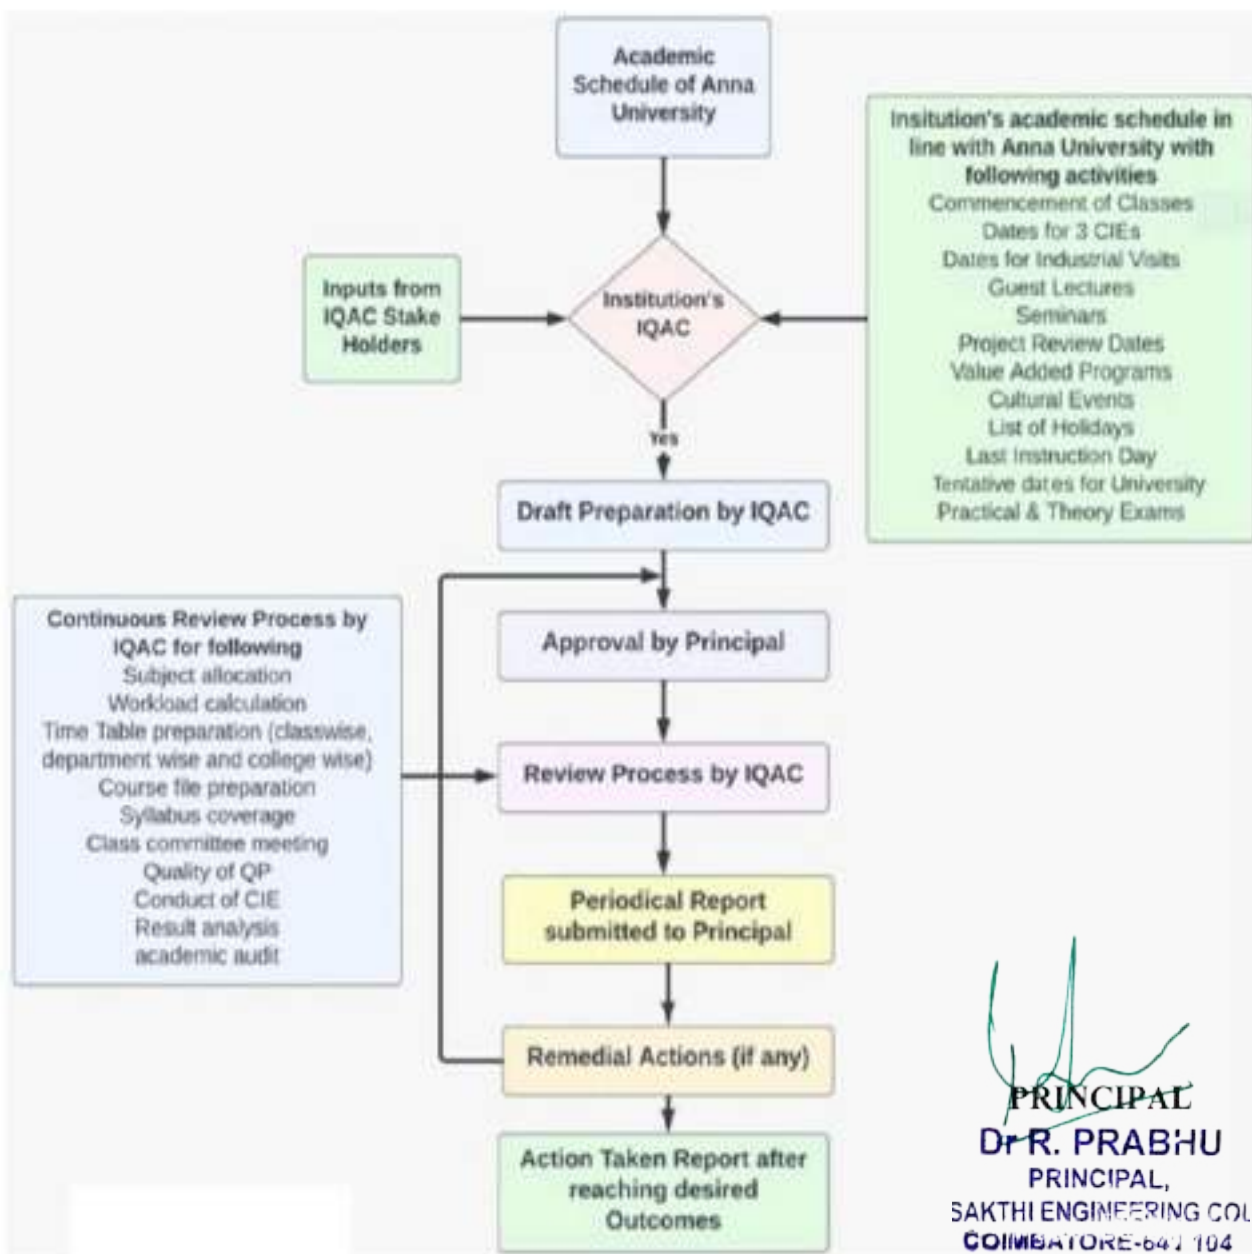 Academic
Schedule of Anna
University
Insitution's academic schedule in
line with Anna University with
following activities
Commencement of Classes
Dates for 3 CIEs
Dates for Industrial Visits
Guest Lectures
Seminars
Project Review Dates
Value Added Programs
Cultural Events
List of Holidays
Last Instruction Day
Tentative dates for University
Practical & Theory Exams
Inputs from
IQAC Stake
Holders
Institution's
IQAC
Yes
Draft Preparation by IQAC
Approval by Principal
Continuous Review Process by
IQAC for following
Subject allocation
Workload calculation
Time Table preparation (classwise,
department wise and college wise)
Course file preparation
Syllabus coverage
Class committee meeting
Quality of QP
Conduct of CIE
Result analysis
academic audit
Review Process by IQAC
Periodical Report
submitted to Principal
Remedial Actions (if any)
Action Taken Report after
reaching desired
Outcomes
PRINCIPAL
Dr R. PRABHU
PRINCIPAL,
SAKTHI ENGINEERING COL
COIMBATORE-641 104